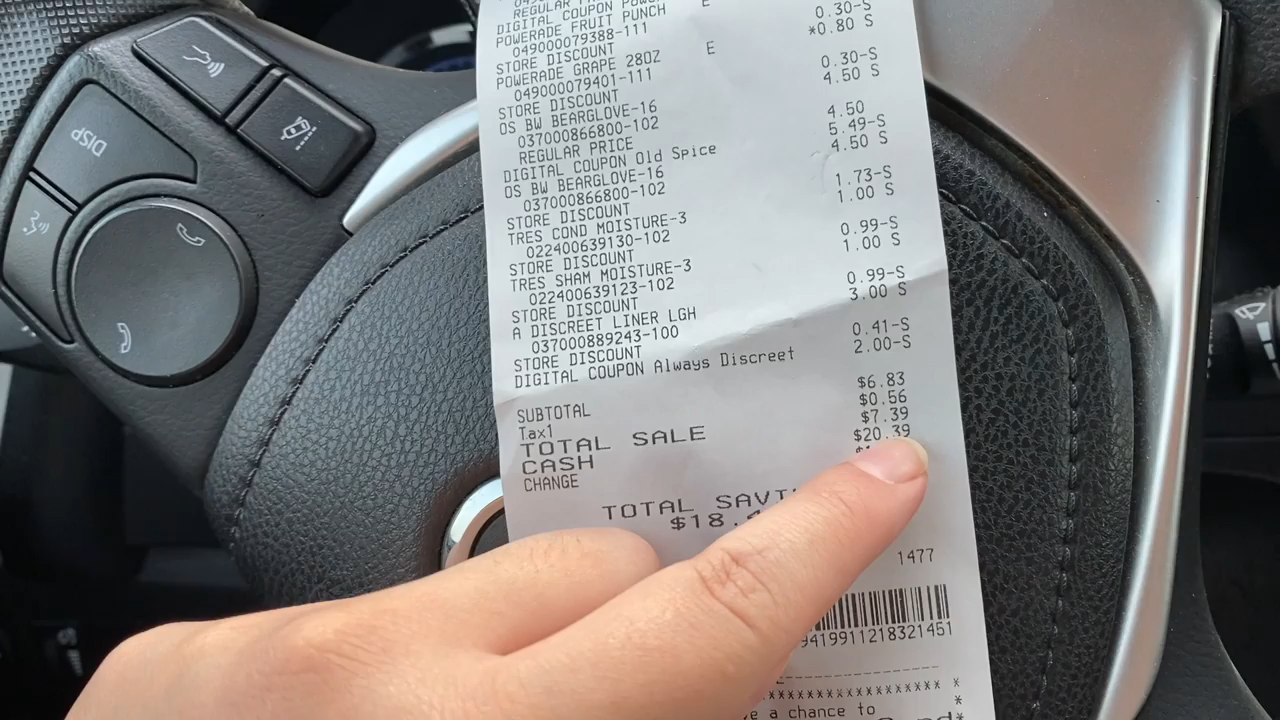 DISP
REGULAR
DIGITAL COUPON E 0.30-S
POWERADE FRUIT PUNCH *0.80 S
049000079388-111
STORE DISCOUNT E 0.30-S
POWERADE GRAPE 28OZ 4.50 S
049000079401-111
STORE DISCOUNT
OS BW BEARGLOVE-16 4.50
037000866800-102 5.49-S
REGULAR PRICE 4.50 S
DIGITAL COUPON Old Spice
OS BW BEARGLOVE-16 1.73-S
037000866800-102 1.00 S
STORE DISCOUNT
TRES COND MOISTURE-3 0.99-S
022400639130-102 1.00 S
STORE DISCOUNT
TRES SHAM MOISTURE-3 0.99-S
022400639123-102 3.00 S
STORE DISCOUNT
A DISCREET LINER LGH 0.41-S
037000889243-100 2.00-S
STORE DISCOUNT
DIGITAL COUPON Always Discreet
SUBTOTAL $6.83
Tax1 $0.56
TOTAL SALE $7.39
CASH $20.39
CHANGE
TOTAL
$18.
1477
9419911218321451
**********************
a chance to